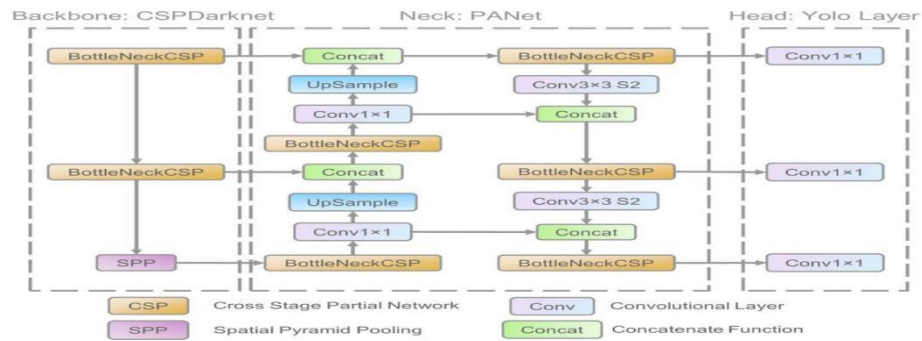 Backbone: CSPDarknet Neck: PANet Head: Yolo Layer
BottleNeckCSP Concat BottleNeckCSP Conv1×1
UpSample Conv3×3 S2
Conv1×1 Concat
BottleNeckCSP
BottleNeckCSP Concat BottleNeckCSP Conv1×1
UpSample Conv3×3 S2
Conv1×1 Concat
SPP BottleNeckCSP BottleNeckCSP Conv1×1
CSP Cross Stage Partial Network Conv Convolutional Layer
SPP Spatial Pyramid Pooling Concat Concatenate Function